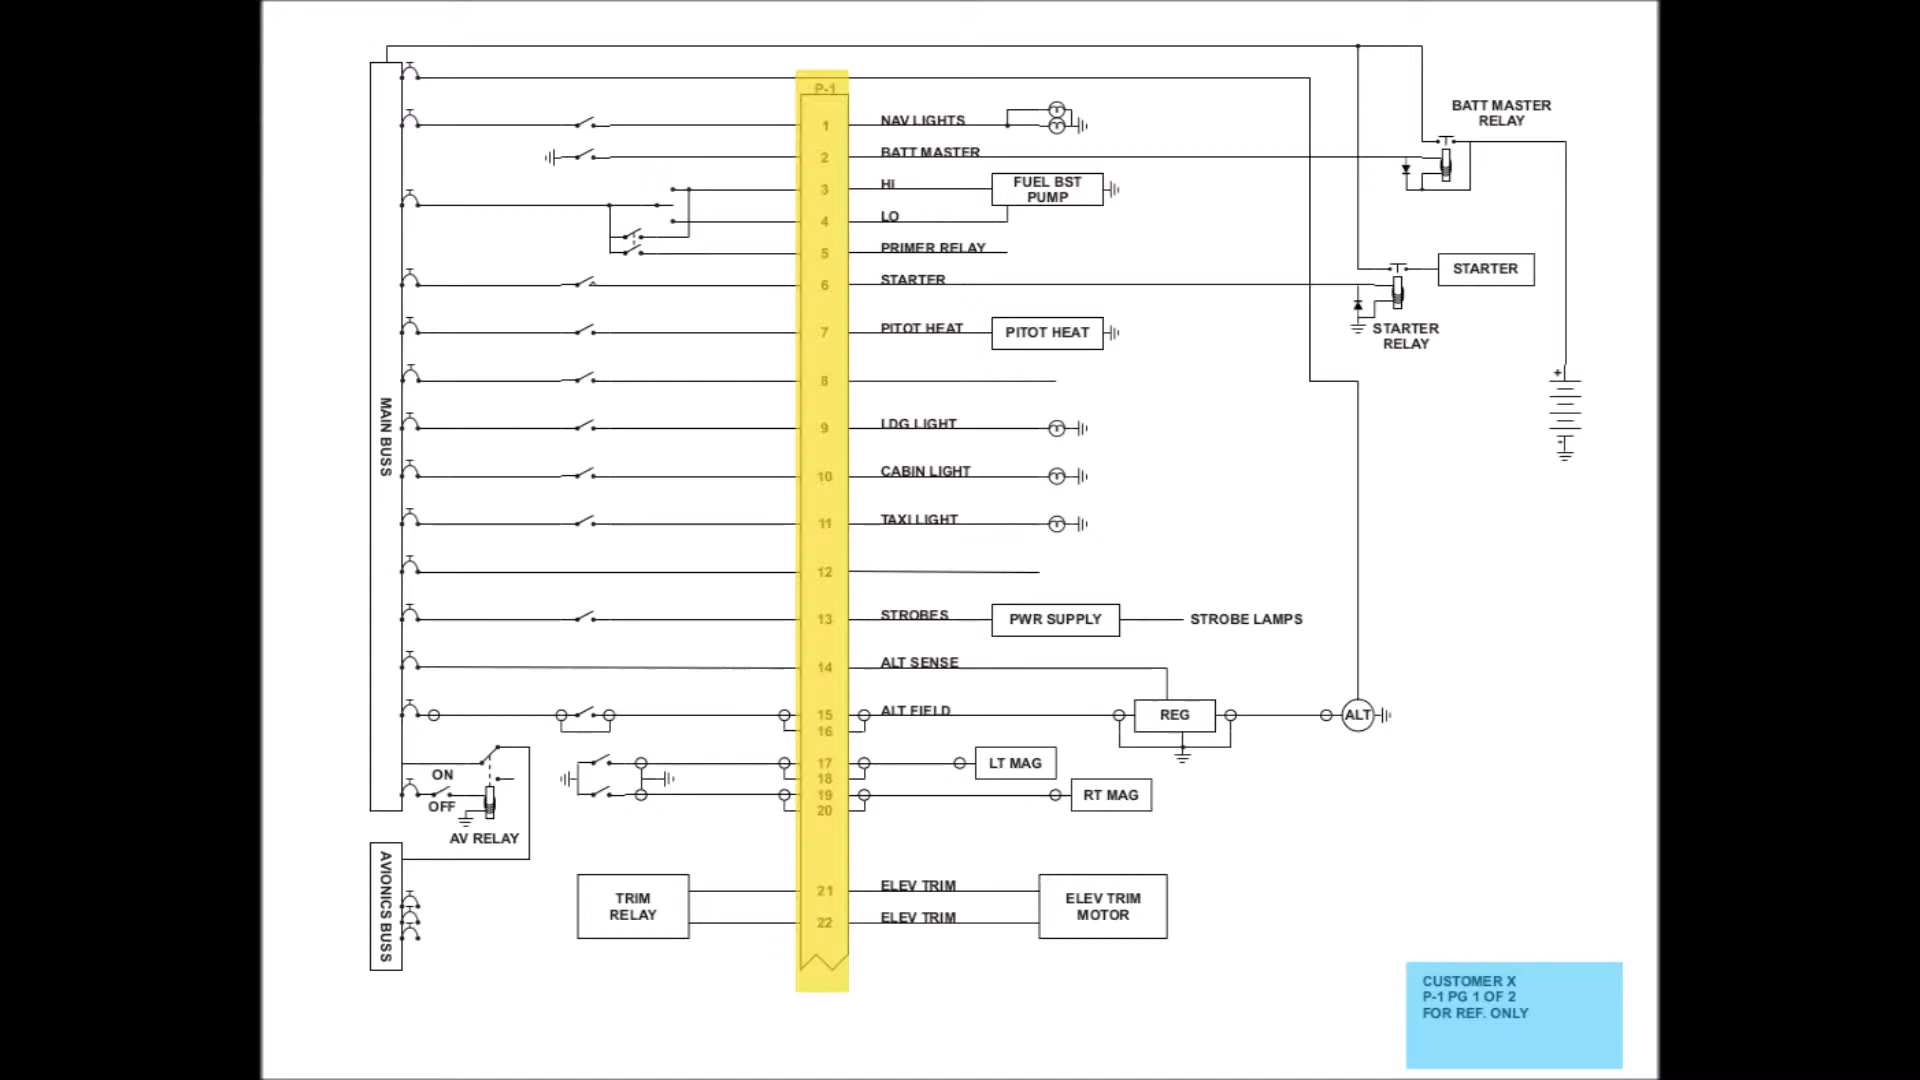 P-1
BATT MASTER
RELAY
1 NAV LIGHTS
2 BATT MASTER
3 HI
FUEL BST
PUMP
4 LO
5 PRIMER RELAY
6 STARTER
STARTER
STARTER
RELAY
7 PITOT HEAT PITOT HEAT
8
+
MAIN BUSS
9 LDG LIGHT
-
10 CABIN LIGHT
11 TAXI LIGHT
12
13 STROBES PWR SUPPLY STROBE LAMPS
14 ALT SENSE
15 ALT FIELD REG ALT
16
17 LT MAG
18
ON
OFF
19 RT MAG
20
AV RELAY
AVIONICS BUSS
TRIM
RELAY
21 ELEV TRIM
22 ELEV TRIM
ELEV TRIM
MOTOR
CUSTOMER X
P-1 PG 1 OF 2
FOR REF. ONLY